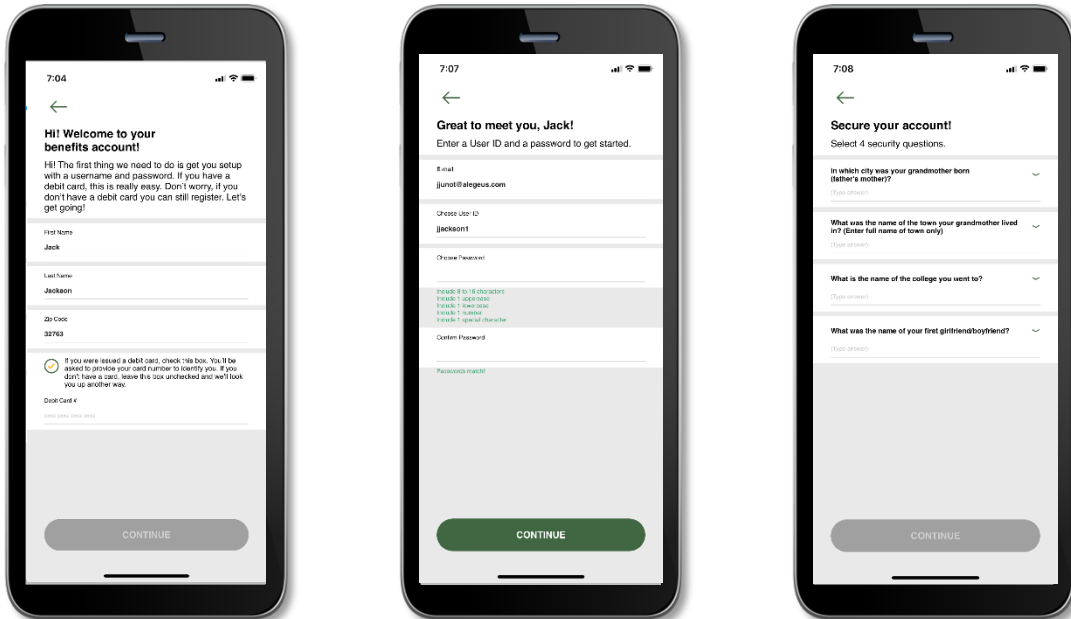 7:04
Hi! Welcome to your
benefits account!
Hi! The first thing we need to do is get you setup
with a username and password. If you have a
debit card, this is really easy. Don't worry, if you
don't have a debit card you can still register. Let's
get going!
First Name
Jack
Last Name
Jackson
Zip Code
32763
If you were issued a debit card, check this box. You'll be
asked to provide your card number to identify you. If you
don't have a card, leave this box unchecked and we'll look
you up another way.
Debit Card #
CONTINUE
7:07
Great to meet you, Jack!
Enter a User ID and a password to get started.
E-mail
jjunot@alegeus.com
Choose User ID
jjackson1
Choose Password
Include 8 to 16 characters
Include 1 uppercase
Include 1 lowercase
Include 1 number
Include 1 special character
Confirm Password
Passwords match!
CONTINUE
7:08
Secure your account!
Select 4 security questions.
In which city was your grandmother born
(father's mother)?
(Type answer)
What was the name of the town your grandmother lived
in? (Enter full name of town only)
(Type answer)
What is the name of the college you went to?
(Type answer)
What was the name of your first girlfriend/boyfriend?
(Type answer)
CONTINUE